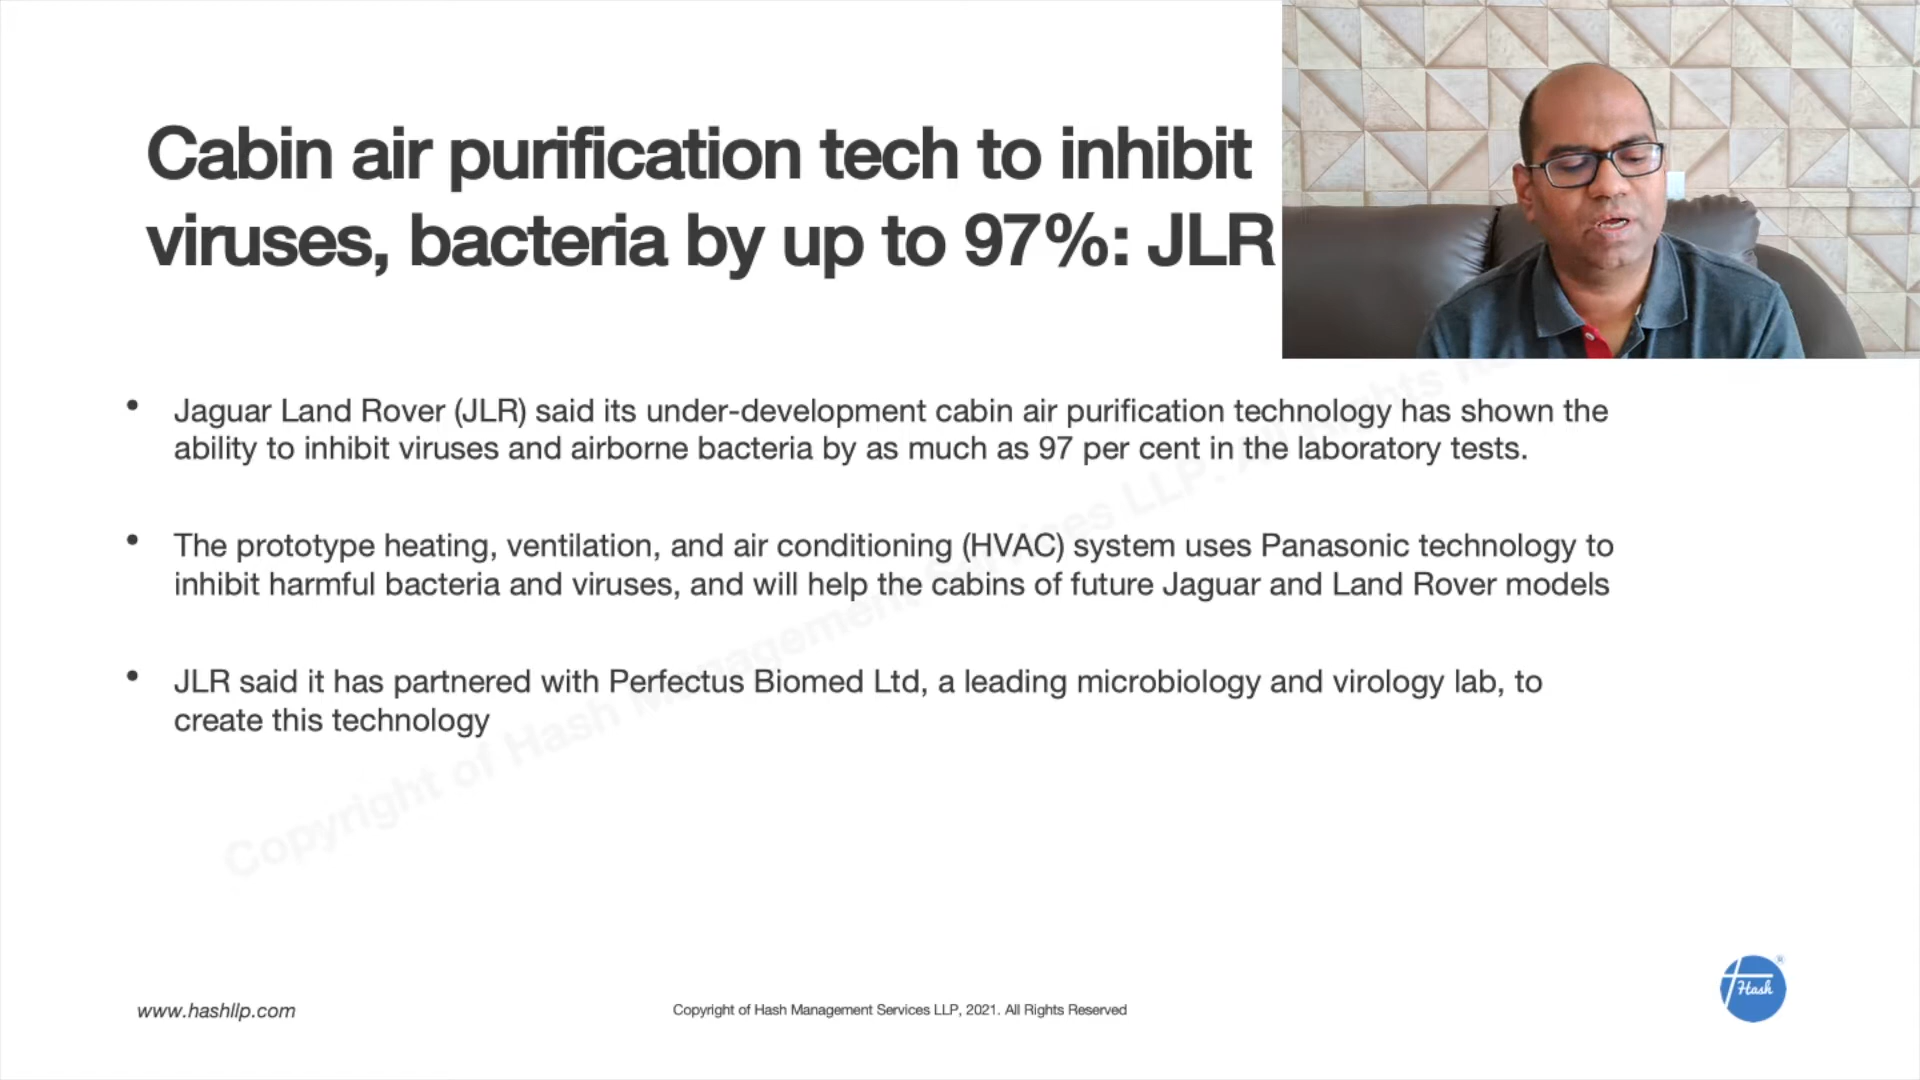 Cabin air purification tech to inhibit
viruses, bacteria by up to 97%: JLR
• Jaguar Land Rover (JLR) said its under-development cabin air purification technology has shown the
ability to inhibit viruses and airborne bacteria by as much as 97 per cent in the laboratory tests.
• The prototype heating, ventilation, and air conditioning (HVAC) system uses Panasonic technology to
inhibit harmful bacteria and viruses, and will help the cabins of future Jaguar and Land Rover models
• JLR said it has partnered with Perfectus Biomed Ltd, a leading microbiology and virology lab, to
create this technology
Copyright of Hash Management Services LLP. All Rights
www.hashllp.com
Copyright of Hash Management Services LLP, 2021. All Rights Reserved
Hash
®